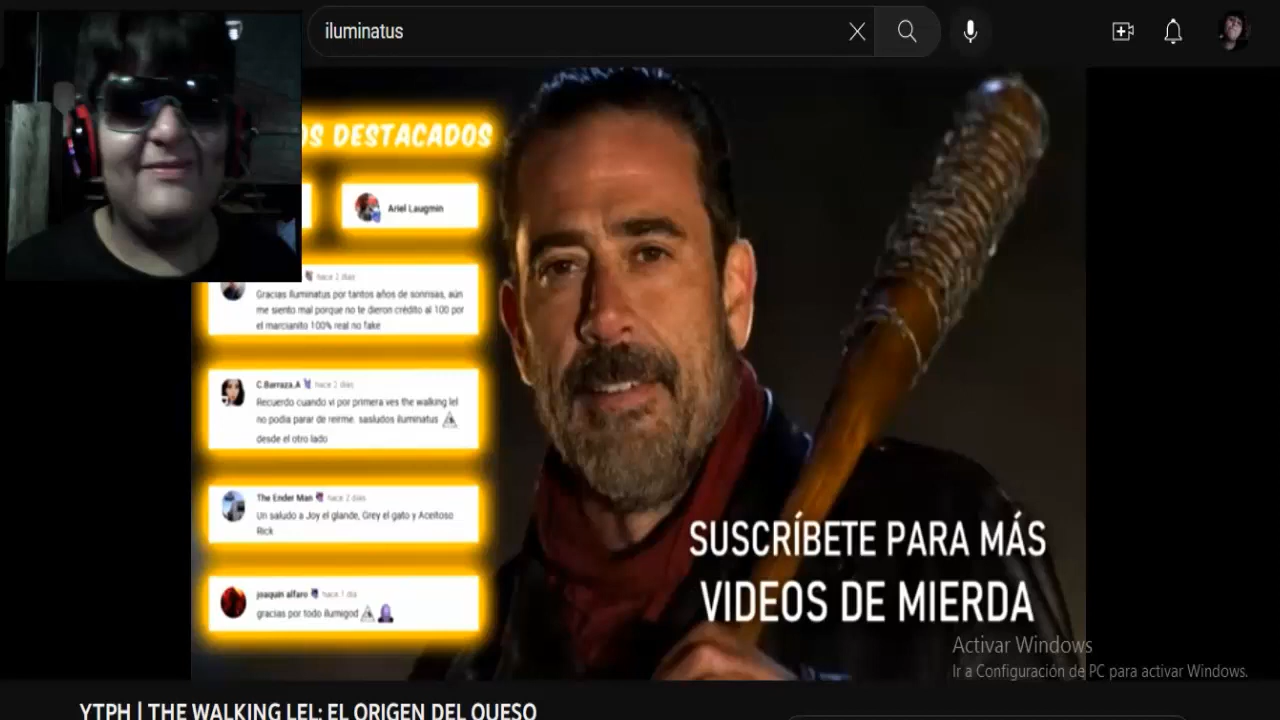 iluminatus
OS DESTACADOS
Ariel Laugmin
hace 2 días
Gracias Iluminatus por tantos años de sonrisas, aún
me siento mal porque no te dieron crédito al 100 por
el marcianito 100% real no fake
C.Barraza.A hace 2 días
Recuerdo cuando vi por primera ves the walking lel
no podia parar de reirme. sasludos iluminatus
desde el otro lado
The Ender Man hace 2 días
Un saludo a Joy el glande, Grey el gato y Aceitoso
Rick
joaquin alfaro hace 1 día
gracias por todo ilumigod
SUSCRÍBETE PARA MÁS
VIDEOS DE MIERDA
Activar Windows
Ir a Configuración de PC para activar Windows.
YTPH | THE WALKING LEL: EL ORIGEN DEL QUESO